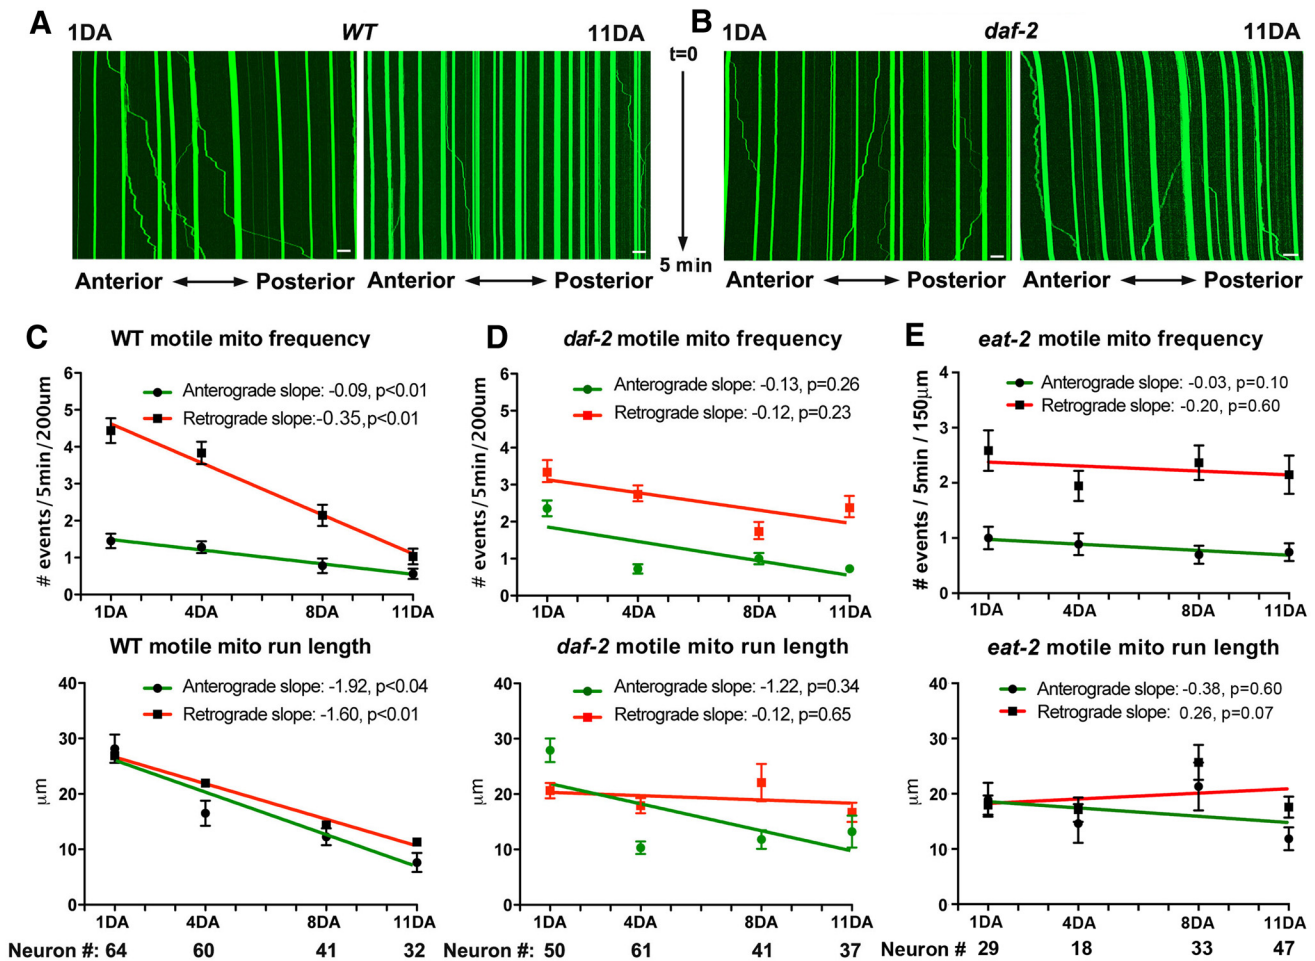 A
1DA
WT
11DA
Anterior
Posterior
Anterior
Posterior
t=0
5 min
B
1DA
daf-2
11DA
Anterior
Posterior
Anterior
Posterior
C
WT motile mito frequency
Anterograde slope: -0.09, p<0.01
Retrograde slope:-0.35,p<0.01
# events/5min/200um
6
5
4
3
2
1
0
1DA
4DA
8DA
11DA
WT motile mito run length
Anterograde slope: -1.92, p<0.04
Retrograde slope: -1.60, p<0.01
µm
40
30
20
10
0
1DA
4DA
8DA
11DA
Neuron #: 64 60 41 32
D
daf-2 motile mito frequency
Anterograde slope: -0.13, p=0.26
Retrograde slope: -0.12, p=0.23
# events/5min/200um
6
5
4
3
2
1
0
1DA
4DA
8DA
11DA
daf-2 motile mito run length
Anterograde slope: -1.22, p=0.34
Retrograde slope: -0.12, p=0.65
µm
40
30
20
10
0
1DA
4DA
8DA
11DA
Neuron #: 50 61 41 37
E
eat-2 motile mito frequency
Anterograde slope: -0.03, p=0.10
Retrograde slope: -0.20, p=0.60
# events / 5min / 150µm
4
3
2
1
0
1DA
4DA
8DA
11DA
eat-2 motile mito run length
Anterograde slope: -0.38, p=0.60
Retrograde slope: 0.26, p=0.07
µm
40
30
20
10
0
1DA
4DA
8DA
11DA
Neuron # 29 18 33 47